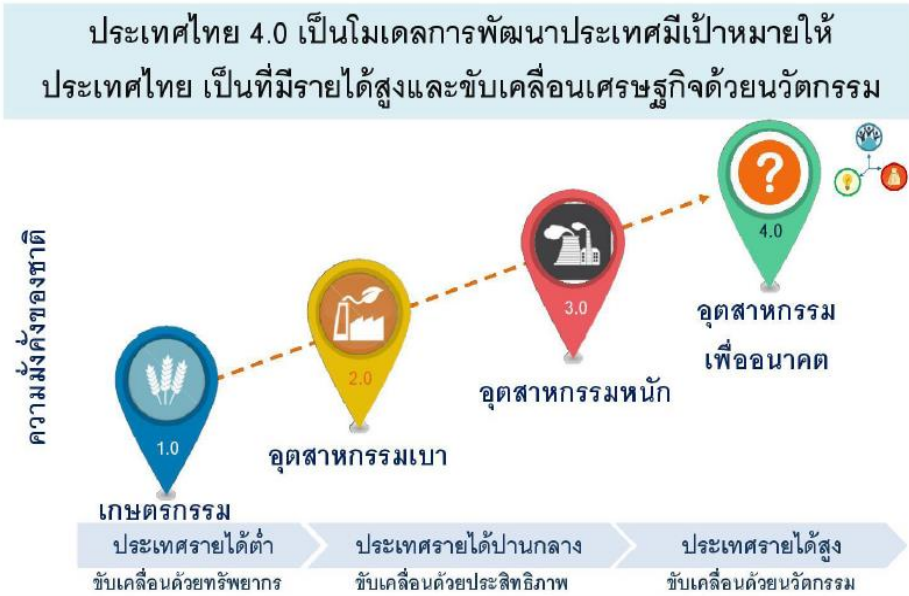 ประเทศไทย 4.0 เป็นโมเดลการพัฒนาประเทศมีเป้าหมายให้
ประเทศไทย เป็นที่มีรายได้สูงและขับเคลื่อนเศรษฐกิจด้วยนวัตกรรม
ความมั่งคั่งของชาติ
1.0
เกษตรกรรม
2.0
อุตสาหกรรมเบา
3.0
อุตสาหกรรมหนัก
?
4.0
อุตสาหกรรม
เพื่ออนาคต
ประเทศรายได้ต่ำ
ขับเคลื่อนด้วยทรัพยากร
ประเทศรายได้ปานกลาง
ขับเคลื่อนด้วยประสิทธิภาพ
ประเทศรายได้สูง
ขับเคลื่อนด้วยนวัตกรรม